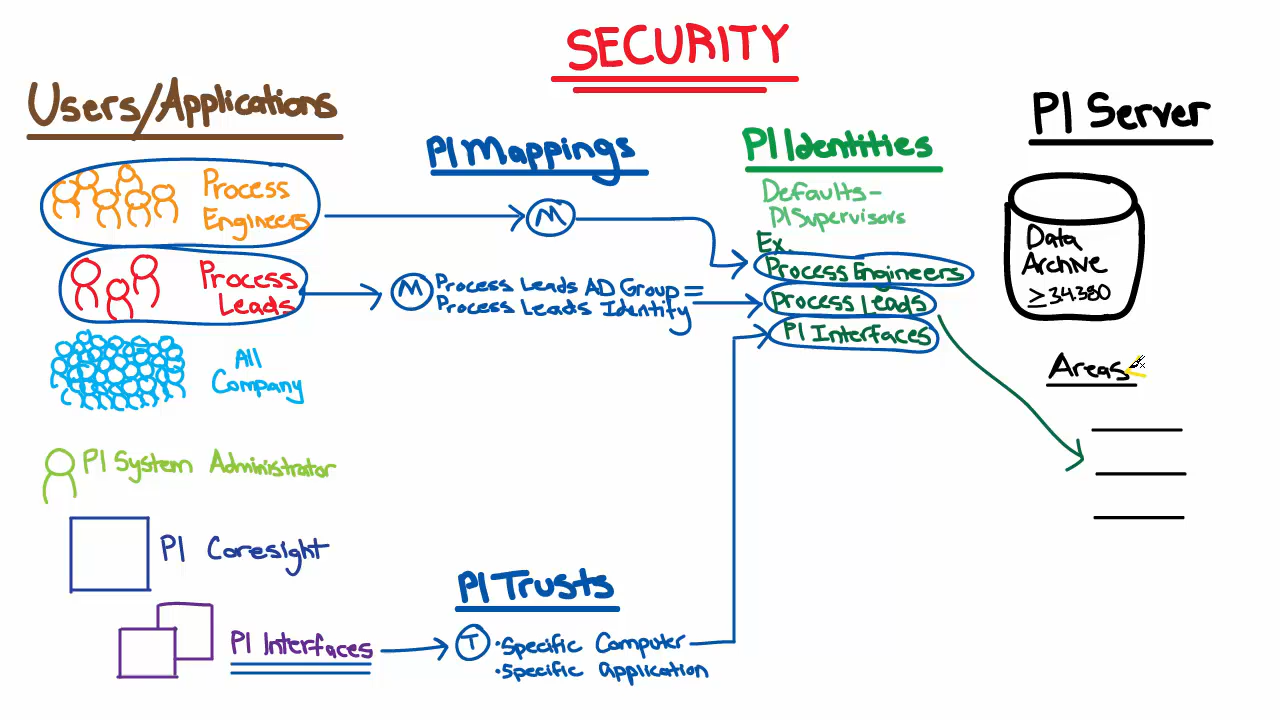 SECURITY
Users/Applications
Process
Engineers
Process
Leads
All
Company
PI System Administrator
PI Coresight
PI Interfaces
PI Mappings
M
M
Process Leads AD Group =
Process Leads Identify
PI Trusts
T
•Specific Computer
•Specific application
PI Identities
Defaults-
PI Supervisors
Ex.
Process Engineers
Process Leads
PI Interfaces
PI Server
Data
Archive
≥ 3.4.380
Areas